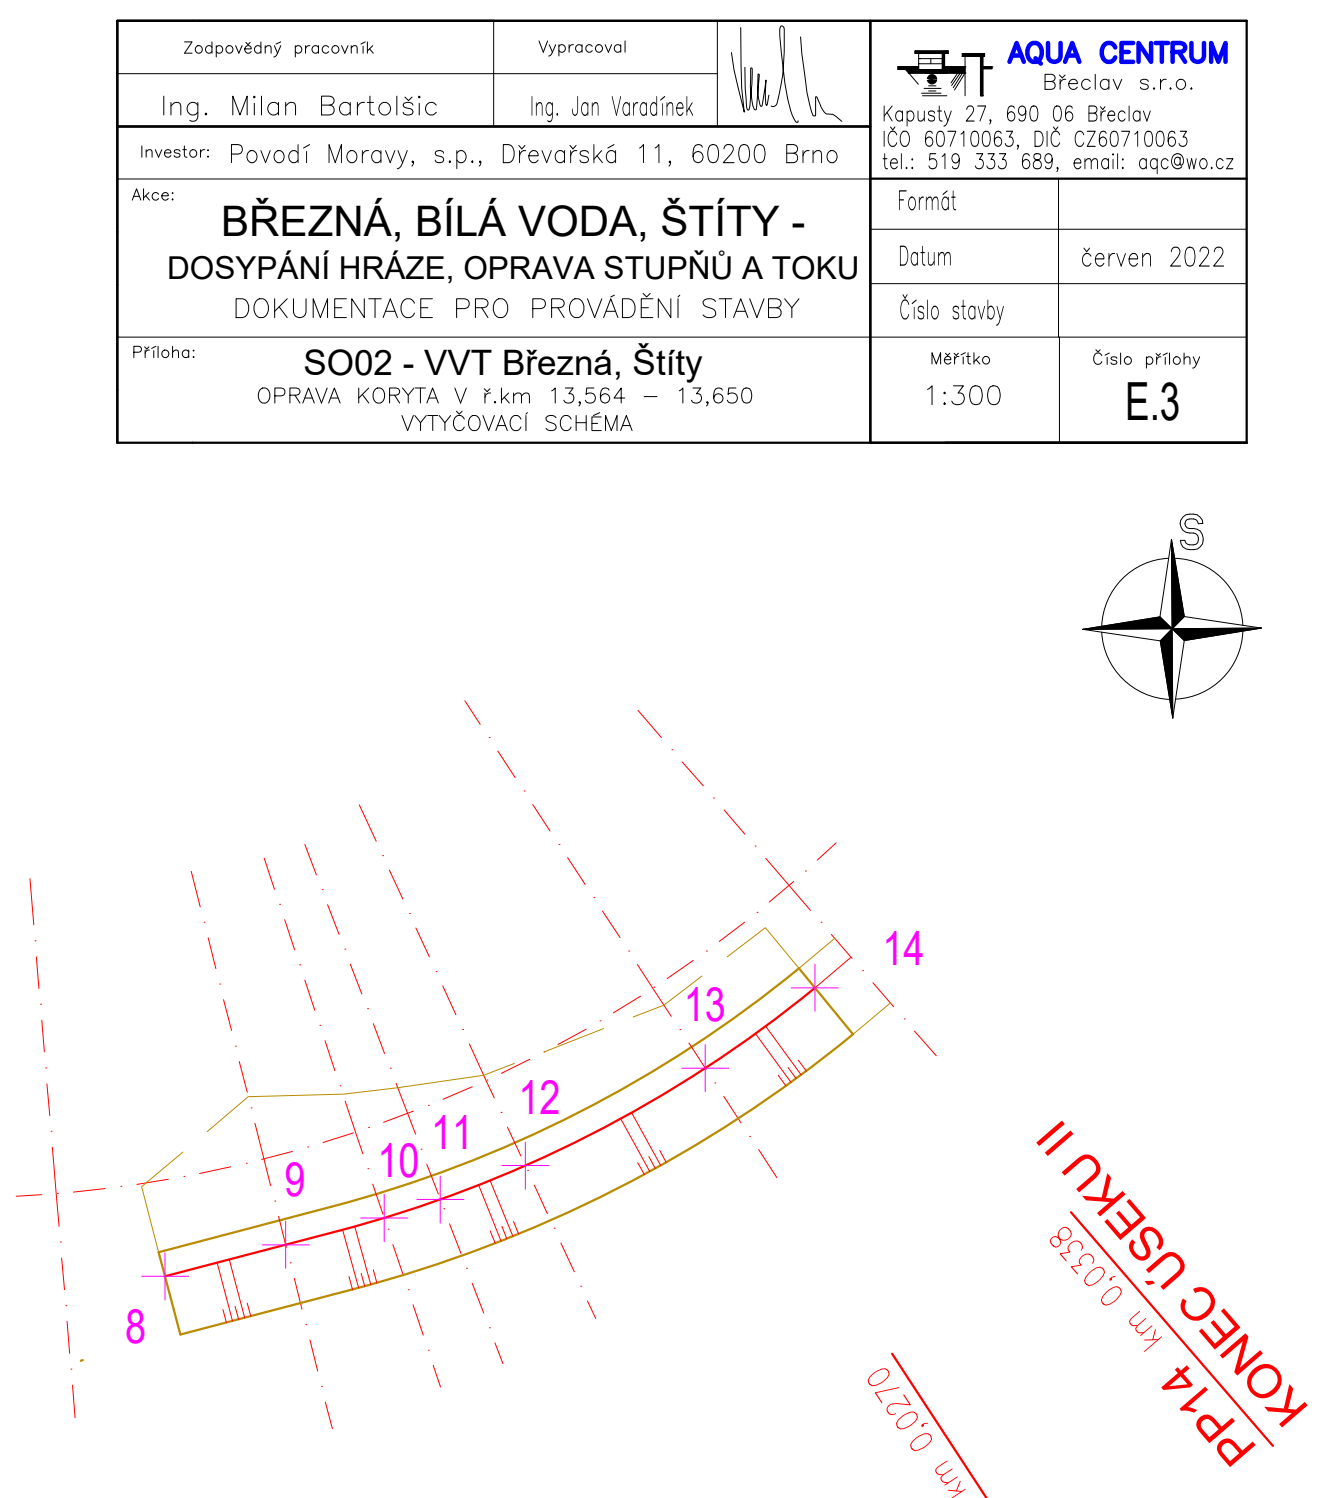 Zodpovědný pracovník
Vypracoval
Ing. Milan Bartolšic
Ing. Jan Varadínek
AQUA CENTRUM
Břeclav s.r.o.
Kapusty 27, 690 06 Břeclav
IČO 60710063, DIČ CZ60710063
tel.: 519 333 689, email: aqc@wo.cz
Investor: Povodí Moravy, s.p., Dřevařská 11, 60200 Brno
Akce:
BŘEZNÁ, BÍLÁ VODA, ŠTÍTY -
DOSYPÁNÍ HRÁZE, OPRAVA STUPŇŮ A TOKU
DOKUMENTACE PRO PROVÁDĚNÍ STAVBY
Formát
Datum
červen 2022
Číslo stavby
Příloha:
SO02 - VVT Březná, Štíty
OPRAVA KORYTA V ř.km 13,564 – 13,650
VYTYČOVACÍ SCHÉMA
Měřítko
1:300
Číslo přílohy
E.3
S
14
13
12
11
10
9
8
KONEC ÚSEKU II
PP14 km 0,0338
km 0,0270